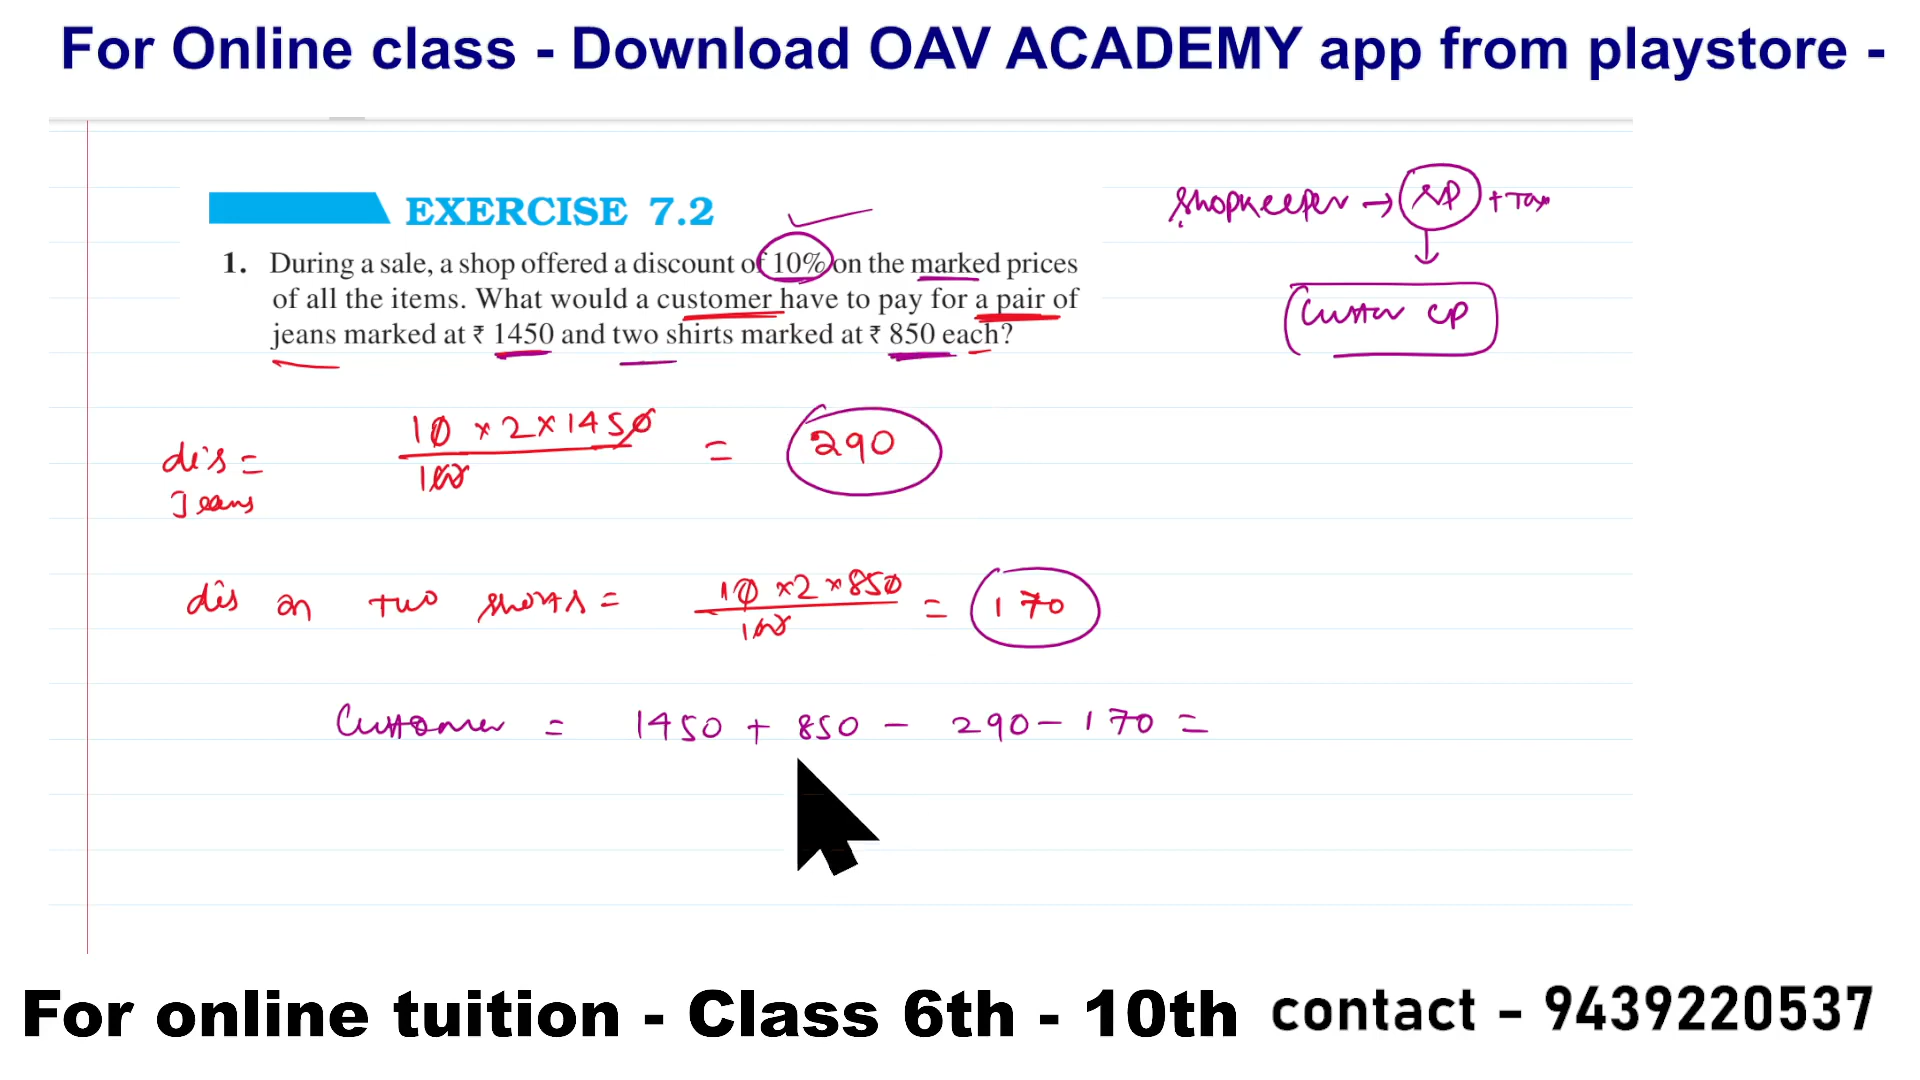 For Online class - Download OAV ACADEMY app from playstore -
EXERCISE 7.2
1. During a sale, a shop offered a discount of 10% on the marked prices
of all the items. What would a customer have to pay for a pair of
jeans marked at ₹ 1450 and two shirts marked at ₹ 850 each?
Shopkeeper → SP + Tax
CP
dis = 10 × 2 × 1450 / 100 = 290
Jeans
dis on two = 10 × 2 × 850 / 100 = 170
Customer = 1450 + 850 - 290 - 170 =
For online tuition - Class 6th - 10th contact - 9439220537